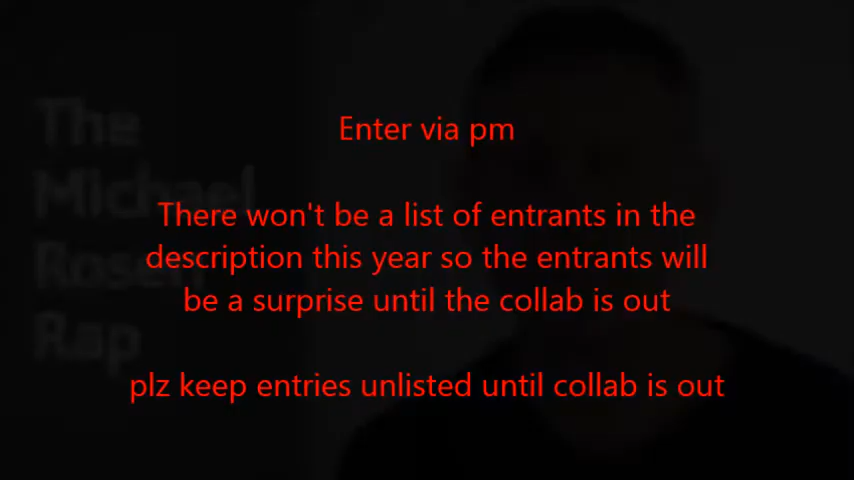 The
Michael
Rosen
Rap
Enter via pm
There won't be a list of entrants in the
description this year so the entrants will
be a surprise until the collab is out
plz keep entries unlisted until collab is out